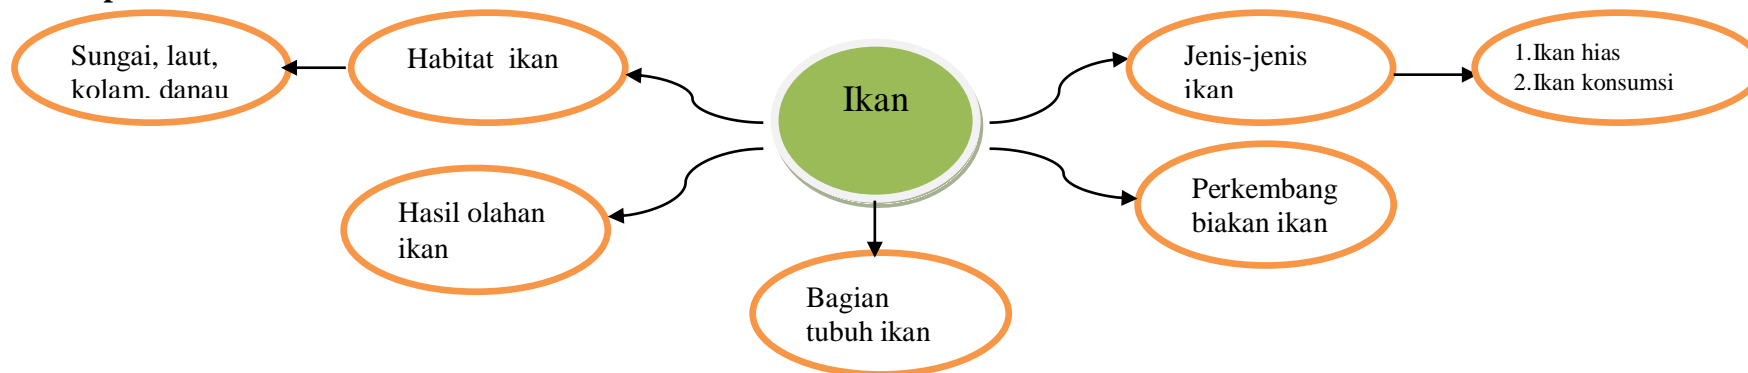 Sungai, laut,
kolam, danau
Habitat ikan
Ikan
Jenis-jenis
ikan
1.Ikan hias
2.Ikan konsumsi
Hasil olahan
ikan
Perkembang
biakan ikan
Bagian
tubuh ikan